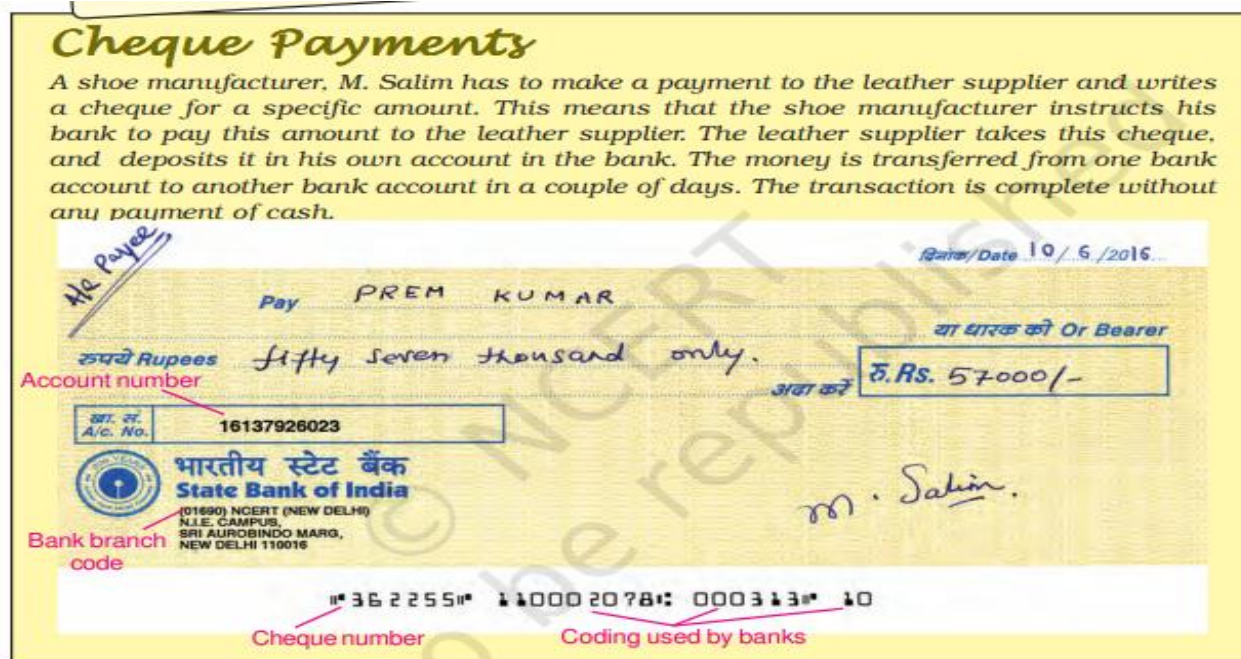 Cheque Payments
A shoe manufacturer, M. Salim has to make a payment to the leather supplier and writes
a cheque for a specific amount. This means that the shoe manufacturer instructs his
bank to pay this amount to the leather supplier. The leather supplier takes this cheque,
and deposits it in his own account in the bank. The money is transferred from one bank
account to another bank account in a couple of days. The transaction is complete without
any payment of cash.
A/c Payee
दिनांक/Date 10/6/2016
Pay PREM KUMAR
या धारक को Or Bearer
रुपये Rupees fifty seven thousand only.
अदा करें रु.Rs. 57000/-
Account number
खा. सं.
A/c. No. 16137926023
भारतीय स्टेट बैंक
State Bank of India
(01690) NCERT (NEW DELHI)
N.I.E. CAMPUS,
SRI AUROBINDO MARG,
NEW DELHI 110016
M. Salim.
Bank branch
code
⑈362255⑈ 110002078⑆ 000313⑈ 10
Cheque number
Coding used by banks
© NCERT
o be republished